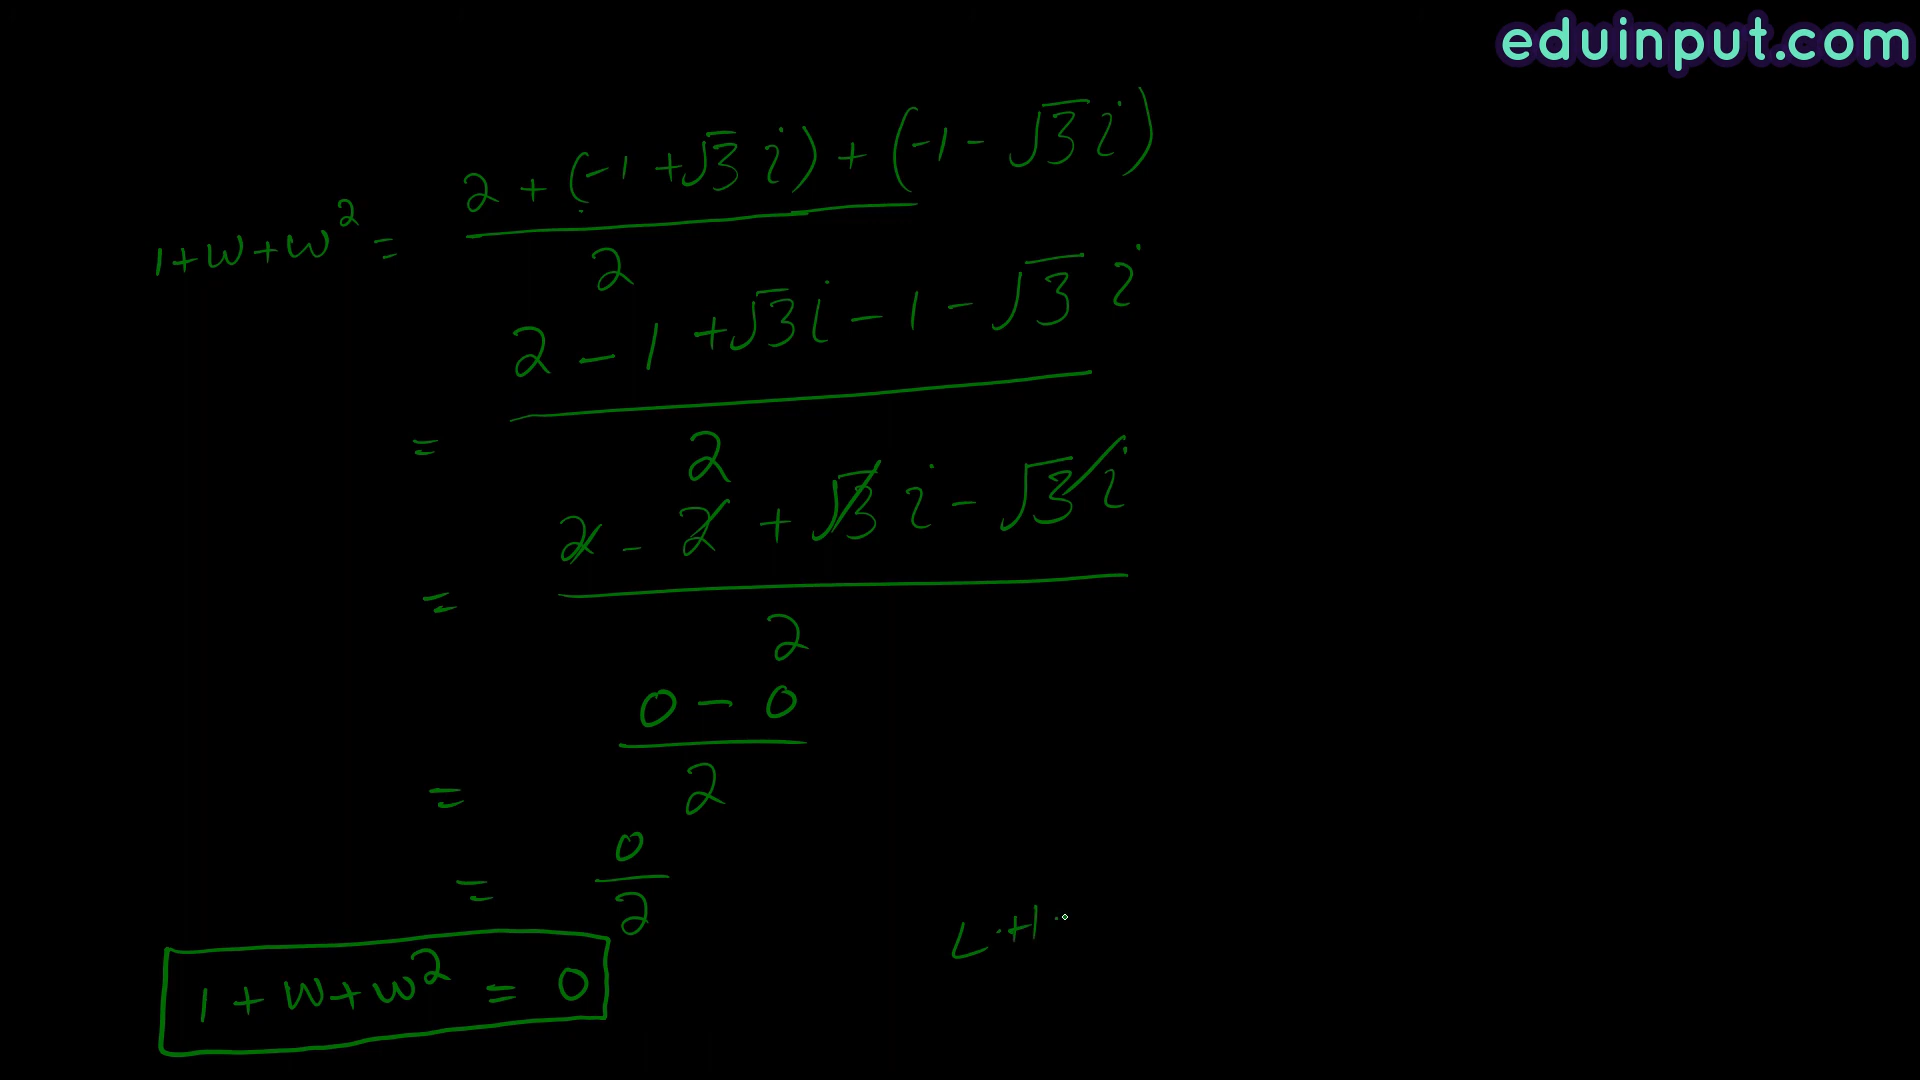 eduinput.com
1+w+w² = 2 + (-1 + √3 i) + (-1 - √3 i)
2
2 - 1 + √3 i - 1 - √3 i
=
2
2 - 2 + √3 i - √3 i
=
2
0 - 0
=
2
0
=
2
L.H.
1 + w + w² = 0